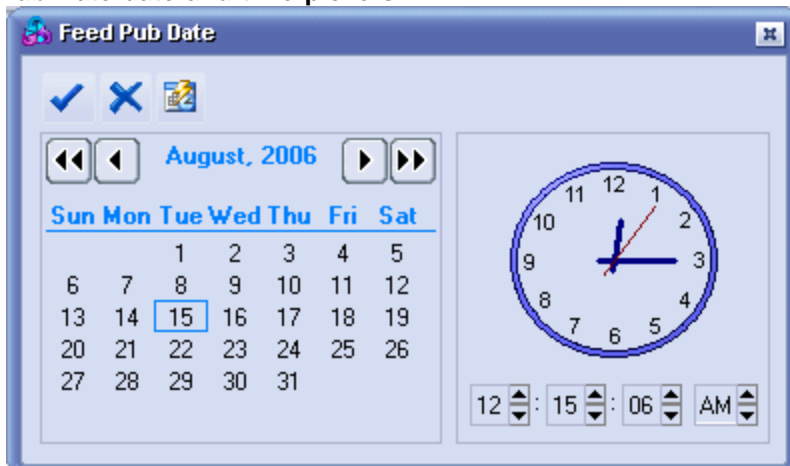 Feed Pub Date
August, 2006
Sun Mon Tue Wed Thu Fri Sat
1 2 3 4 5
6 7 8 9 10 11 12
13 14 15 16 17 18 19
20 21 22 23 24 25 26
27 28 29 30 31
12
11 1
10 2
9 3
8 4
7 6 5
12 : 15 : 06 AM